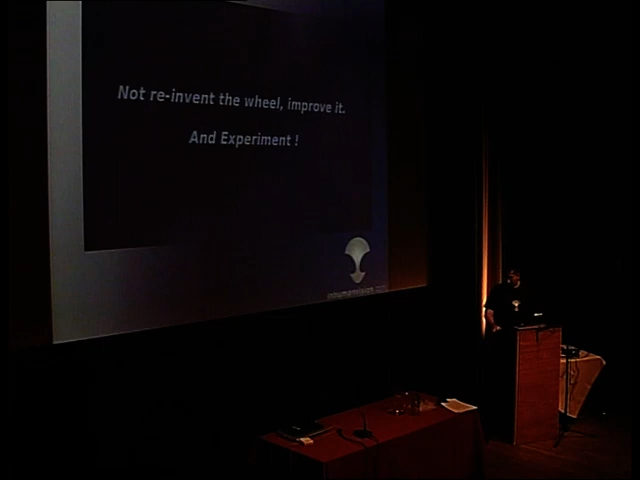 Not re-invent the wheel, improve it.
And Experiment !